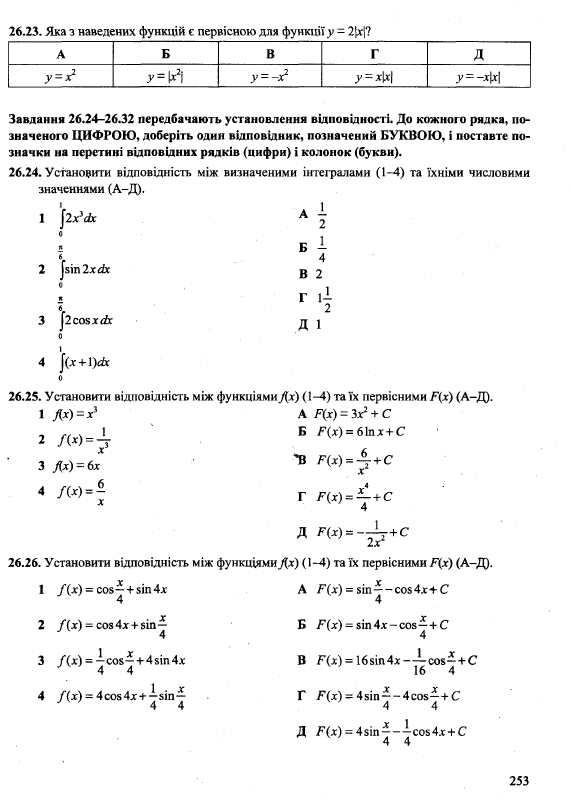 26.23. Яка з наведених функцій є первісною для функції y = 2|x|?
А Б В Г Д
y = x² y = |x²| y = –x² y = x|x| y = –x|x|
Завдання 26.24–26.32 передбачають установлення відповідності. До кожного рядка, по-
значеного ЦИФРОЮ, доберіть один відповідник, позначений БУКВОЮ, і поставте по-
значки на перетині відповідних рядків (цифри) і колонок (букви).
26.24. Установити відповідність між визначеними інтегралами (1–4) та їхніми числовими
значеннями (А–Д).
1 ∫₀¹ 2x³dx А 1/2
Б 1/4
2 ∫₀^(π/6) sin 2x dx В 2
Г 1 1/2
3 ∫₀^(π/6) 2cos x dx Д 1
4 ∫₀¹ (x + 1)dx
26.25. Установити відповідність між функціями f(x) (1–4) та їх первісними F(x) (А–Д).
1 f(x) = x³ А F(x) = 3x² + C
2 f(x) = 1/x³ Б F(x) = 6 ln x + C
3 f(x) = 6x В F(x) = 6/x² + C
4 f(x) = 6/x Г F(x) = x⁴/4 + C
Д F(x) = –1/(2x²) + C
26.26. Установити відповідність між функціями f(x) (1–4) та їх первісними F(x) (А–Д).
1 f(x) = cos x/4 + sin 4x А F(x) = sin x/4 – cos 4x + C
2 f(x) = cos 4x + sin x/4 Б F(x) = sin 4x – cos x/4 + C
3 f(x) = 1/4 cos x/4 + 4 sin 4x В F(x) = 16 sin 4x – 1/16 cos x/4 + C
4 f(x) = 4 cos 4x + 1/4 sin x/4 Г F(x) = 4 sin x/4 – 4 cos x/4 + C
Д F(x) = 4 sin x/4 – 1/4 cos 4x + C
253